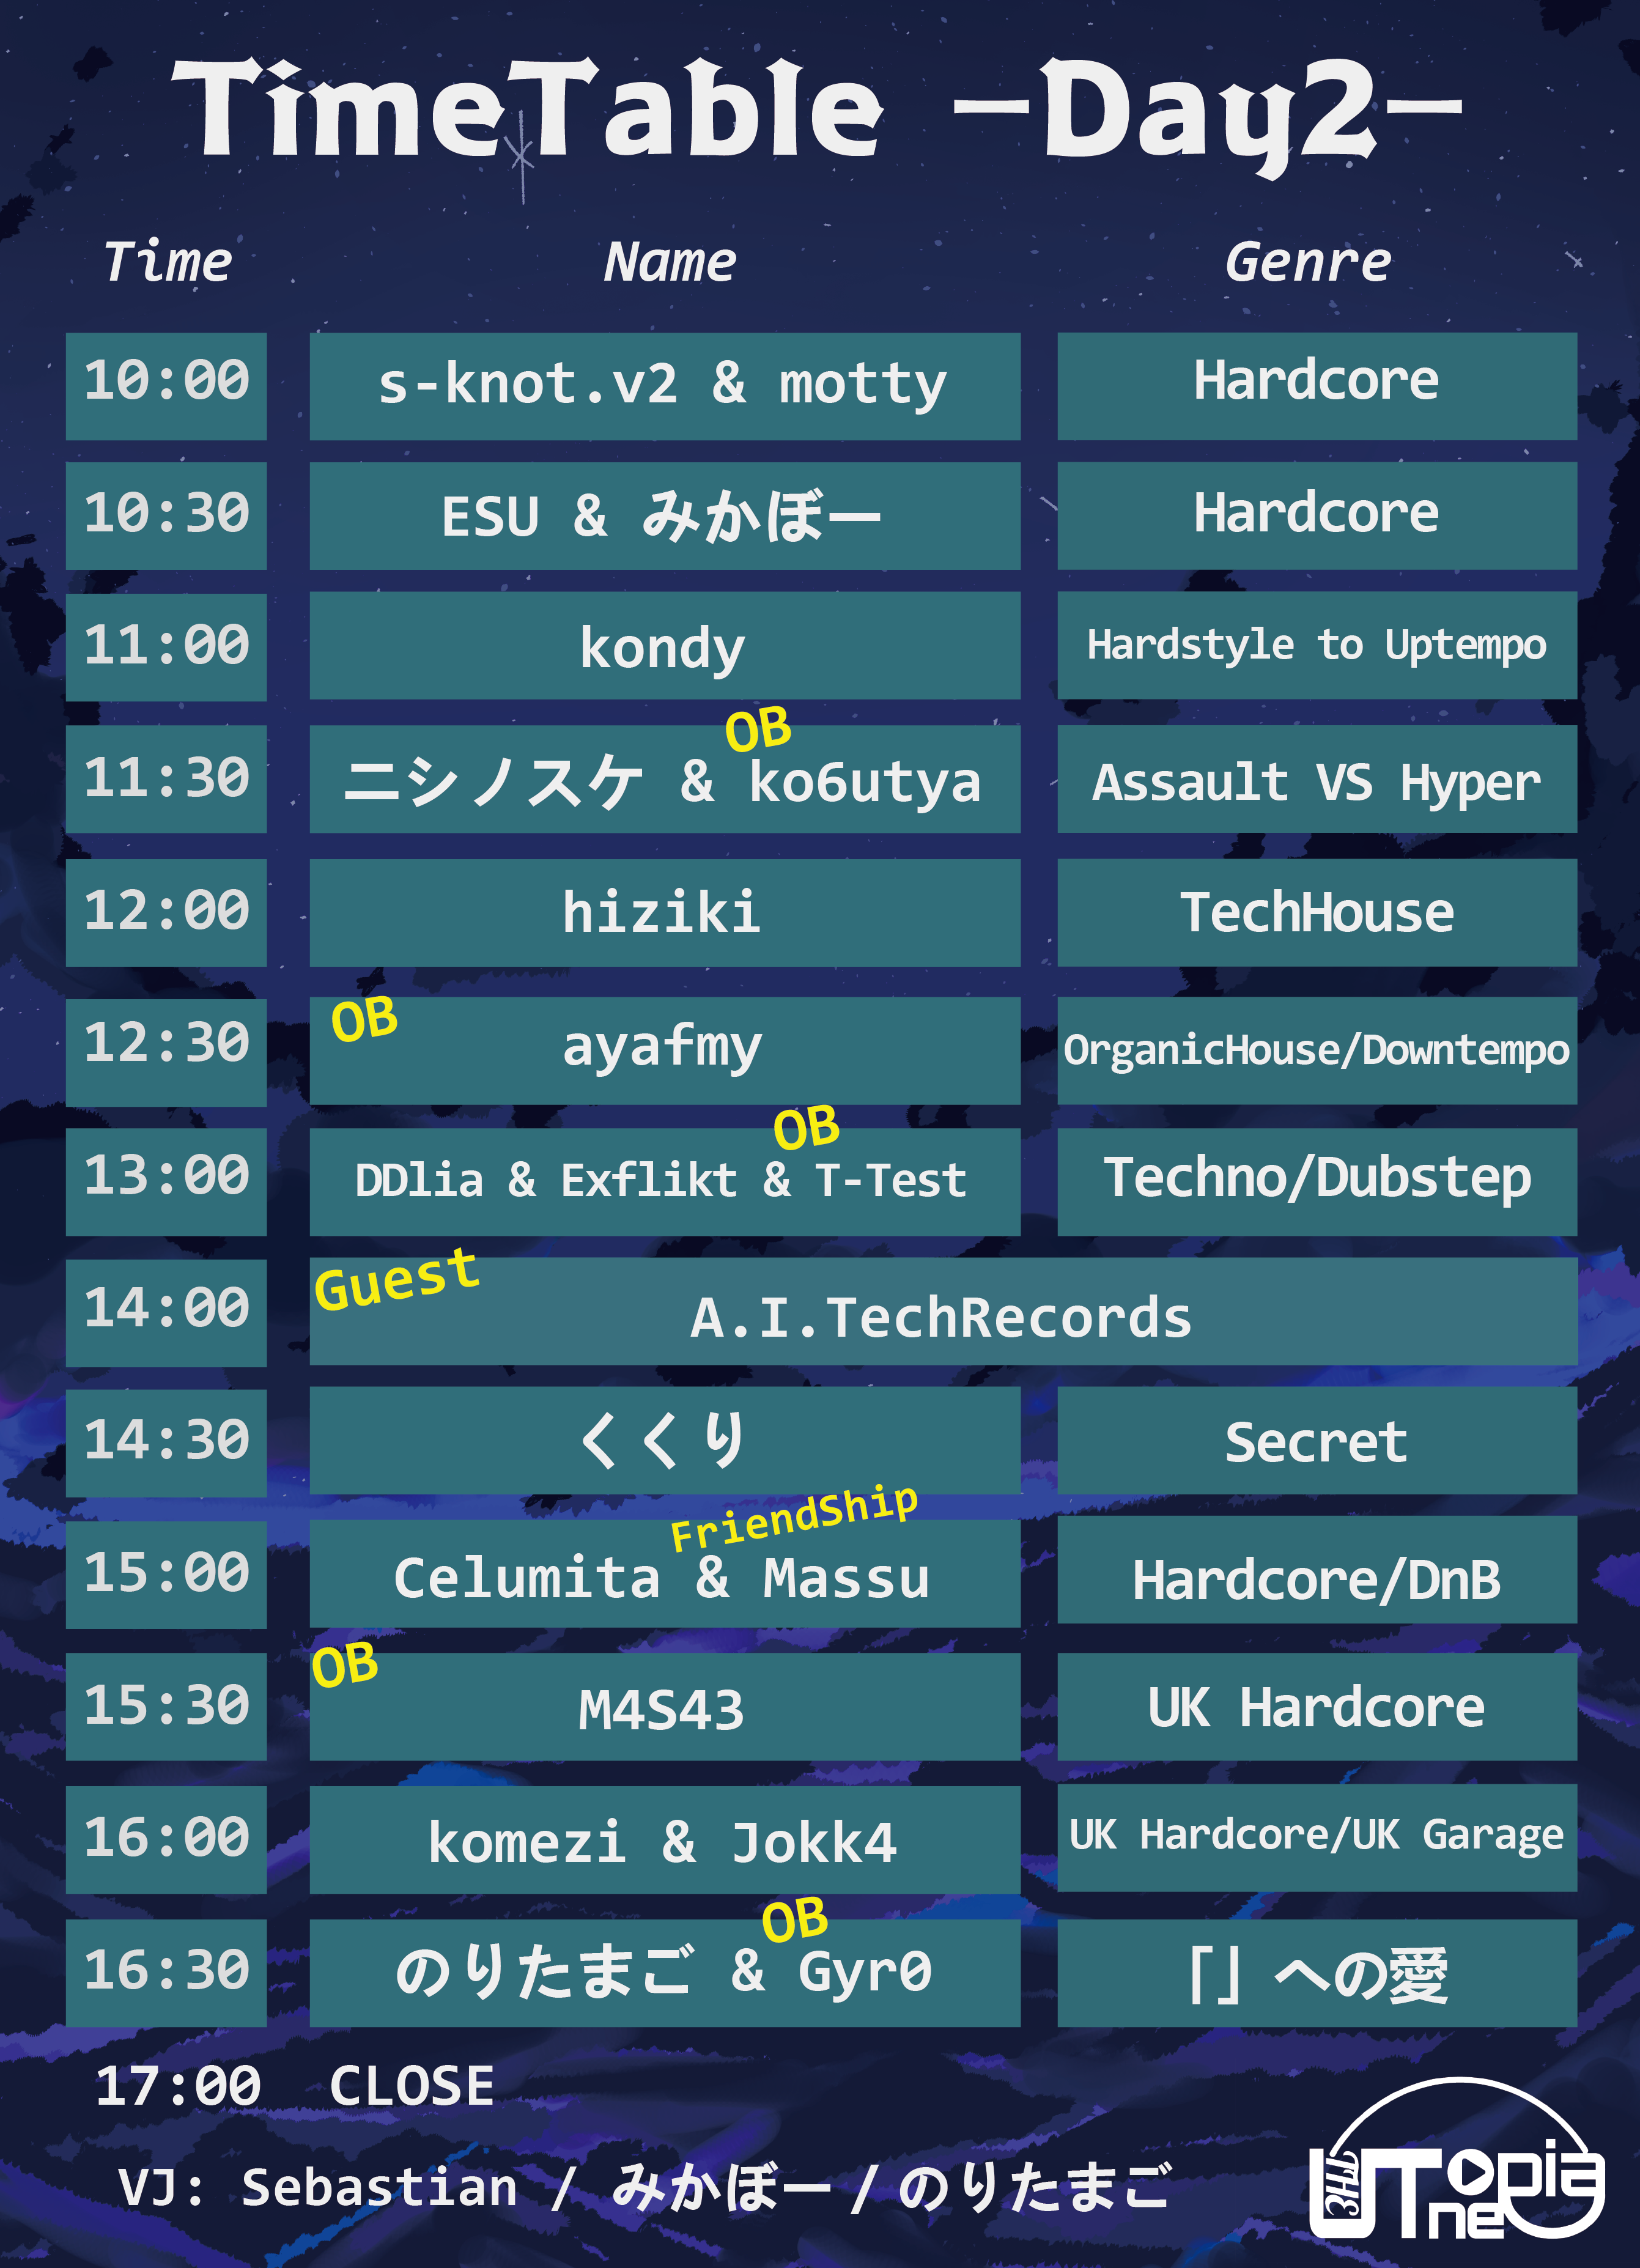 TimeTable −Day2−
Time Name Genre
10:00 s-knot.v2 & motty Hardcore
10:30 ESU & みかぼー Hardcore
11:00 kondy Hardstyle to Uptempo
OB
11:30 ニシノスケ & ko6utya Assault VS Hyper
12:00 hiziki TechHouse
OB
12:30 ayafmy OrganicHouse/Downtempo
OB
13:00 DDlia & Exflikt & T-Test Techno/Dubstep
Guest
14:00 A.I.TechRecords
14:30 くくり Secret
FriendShip
15:00 Celumita & Massu Hardcore/DnB
OB
15:30 M4S43 UK Hardcore
16:00 komezi & Jokk4 UK Hardcore/UK Garage
OB
16:30 のりたまご & Gyr0 「」への愛
17:00 CLOSE
VJ: Sebastian / みかぼー / のりたまご
THE UTopia
Tne